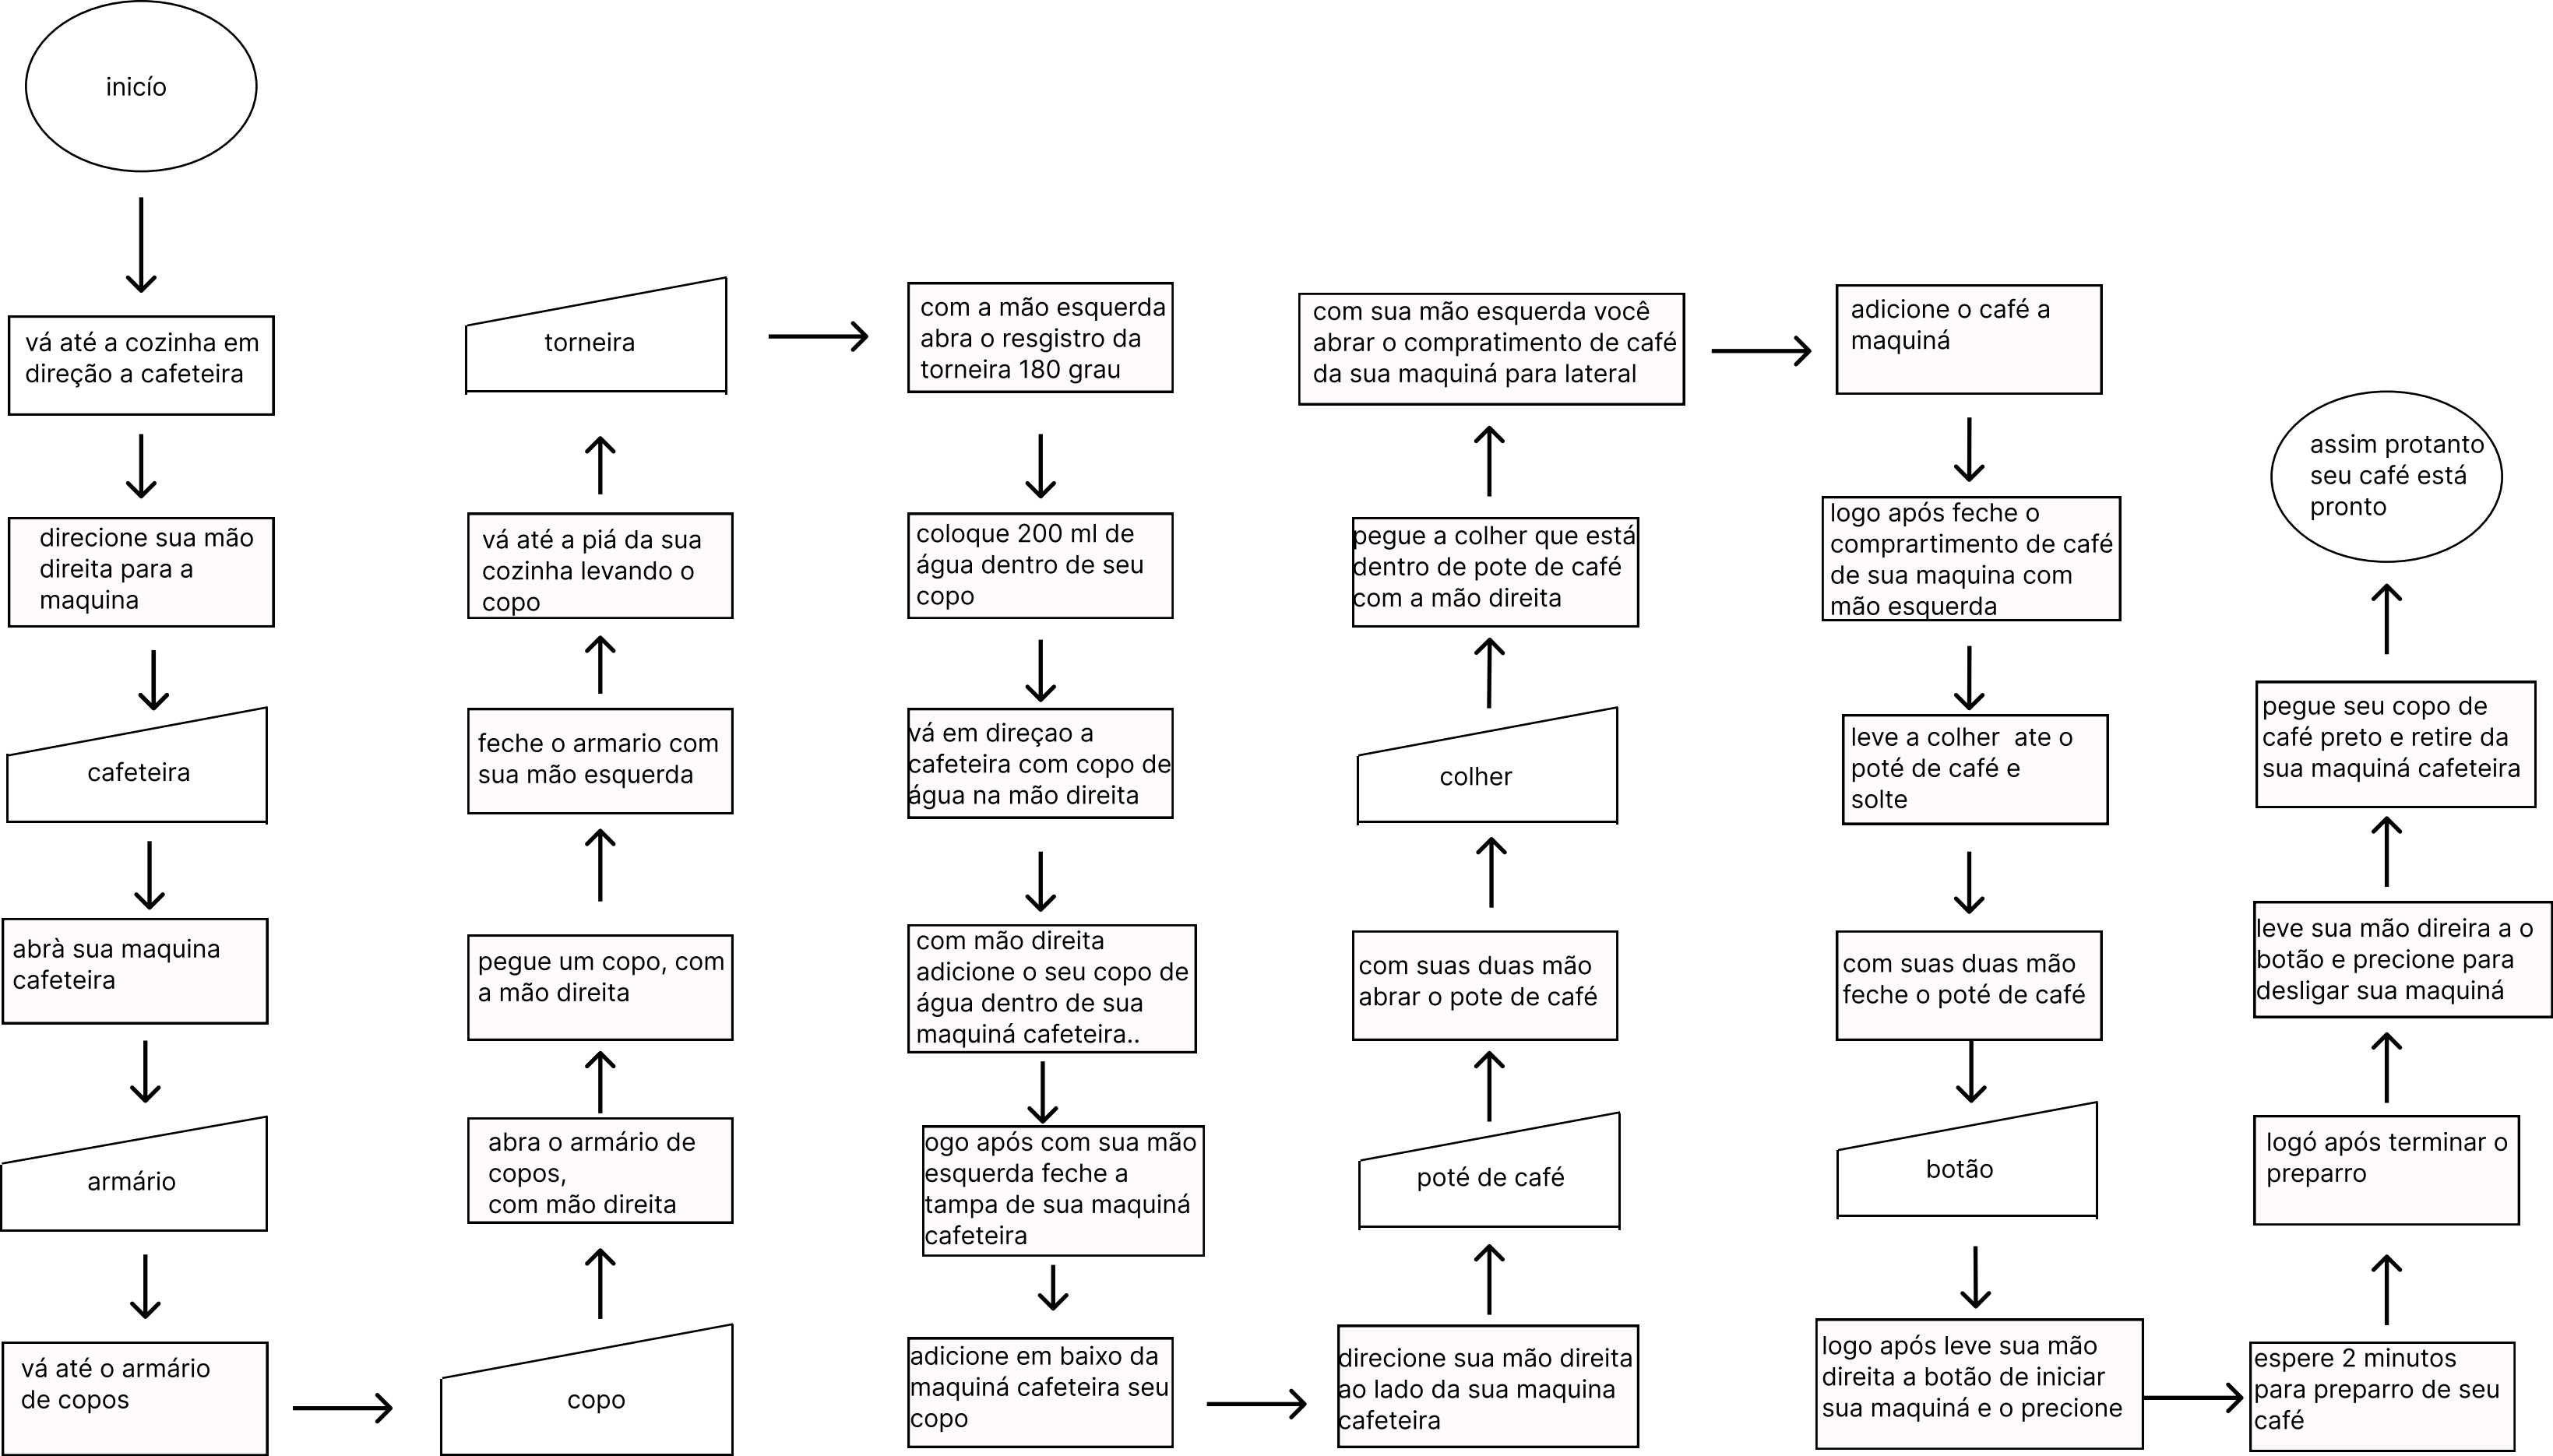 inicío
vá até a cozinha em
direção a cafeteira
direcione sua mão
direita para a
maquina
cafeteira
abrà sua maquina
cafeteira
armário
vá até o armário
de copos
copo
abra o armário de
copos,
com mão direita
pegue um copo, com
a mão direita
feche o armario com
sua mão esquerda
vá até a piá da sua
cozinha levando o
copo
torneira
com a mão esquerda
abra o resgistro da
torneira 180 grau
coloque 200 ml de
água dentro de seu
copo
vá em direçao a
cafeteira com copo de
água na mão direita
com mão direita
adicione o seu copo de
água dentro de sua
maquiná cafeteira..
ogo após com sua mão
esquerda feche a
tampa de sua maquiná
cafeteira
adicione em baixo da
maquiná cafeteira seu
copo
direcione sua mão direita
ao lado da sua maquina
cafeteira
poté de café
com suas duas mão
abrar o pote de café
colher
pegue a colher que está
dentro de pote de café
com a mão direita
com sua mão esquerda você
abrar o compratimento de café
da sua maquiná para lateral
adicione o café a
maquiná
logo após feche o
comprartimento de café
de sua maquina com
mão esquerda
leve a colher  ate o
poté de café e
solte
com suas duas mão
feche o poté de café
botão
logo após leve sua mão
direita a botão de iniciar
sua maquiná e o precione
espere 2 minutos
para preparro de seu
café
logó após terminar o
preparro
leve sua mão direira a o
botão e precione para
desligar sua maquiná
pegue seu copo de
café preto e retire da
sua maquiná cafeteira
assim protanto
seu café está
pronto